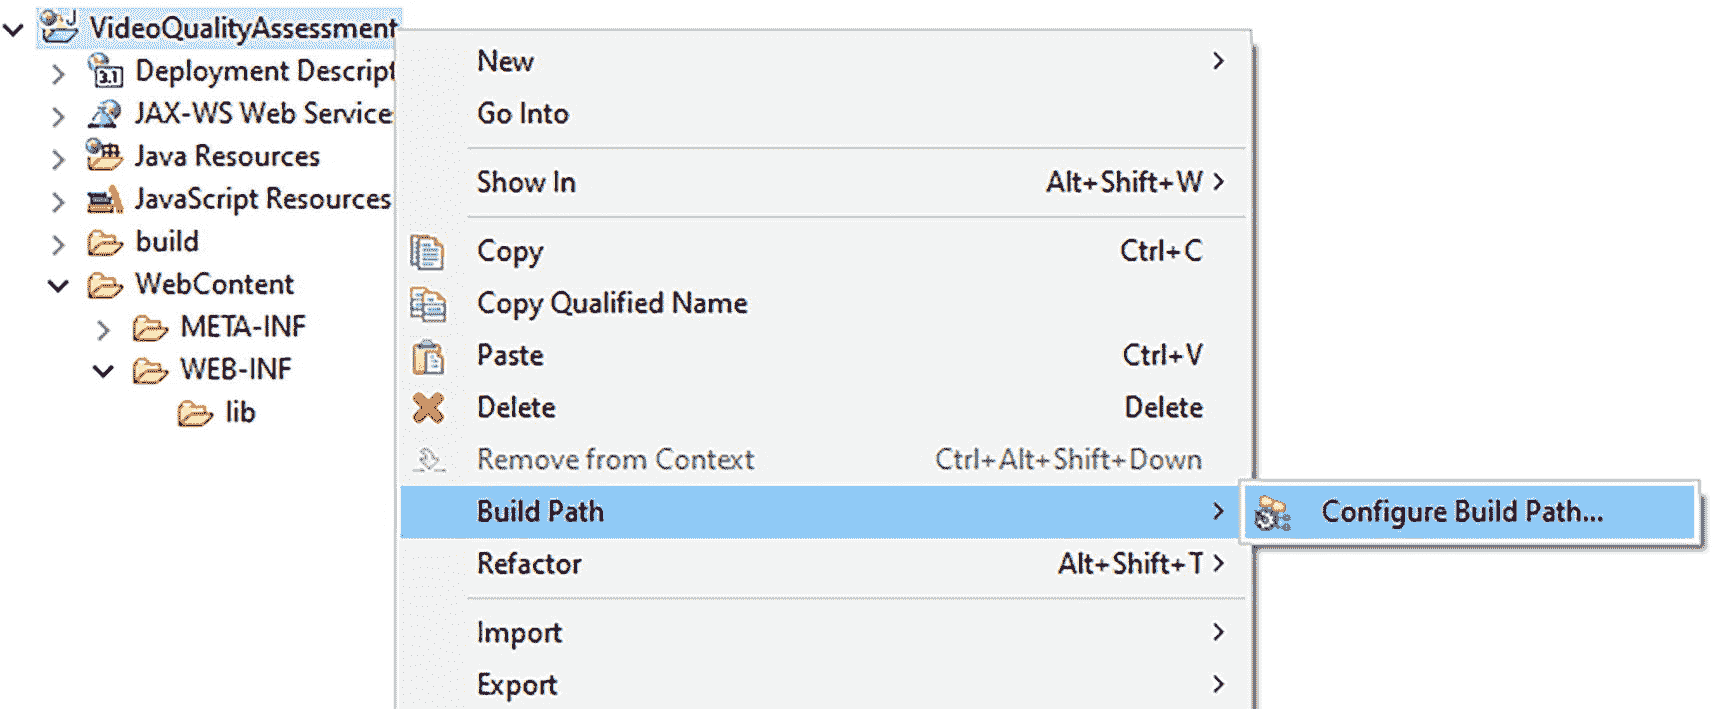 VideoQualityAssessment
Deployment Descript
JAX-WS Web Service
Java Resources
JavaScript Resources
build
WebContent
META-INF
WEB-INF
lib
New
Go Into
Show In Alt+Shift+W
Copy Ctrl+C
Copy Qualified Name
Paste Ctrl+V
Delete Delete
Remove from Context Ctrl+Alt+Shift+Down
Build Path
Configure Build Path...
Refactor Alt+Shift+T
Import
Export